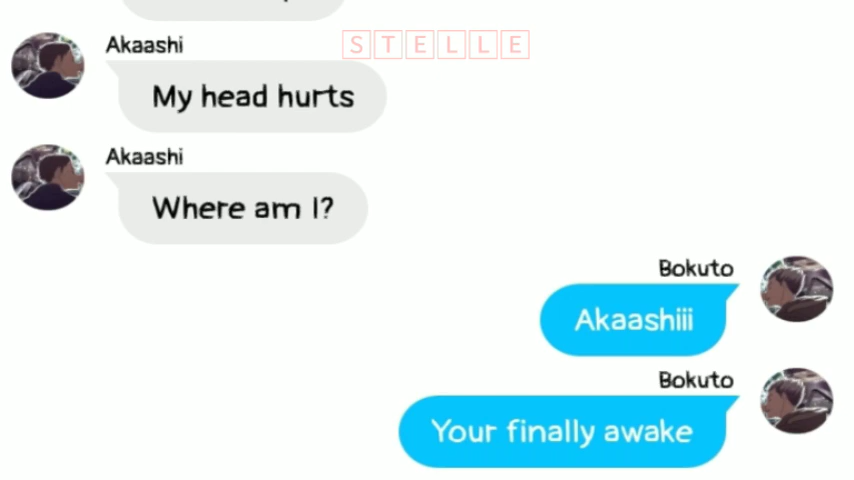 Akaashi
STELLE
My head hurts
Akaashi
Where am I?
Bokuto
Akaashiii
Bokuto
Your finally awake